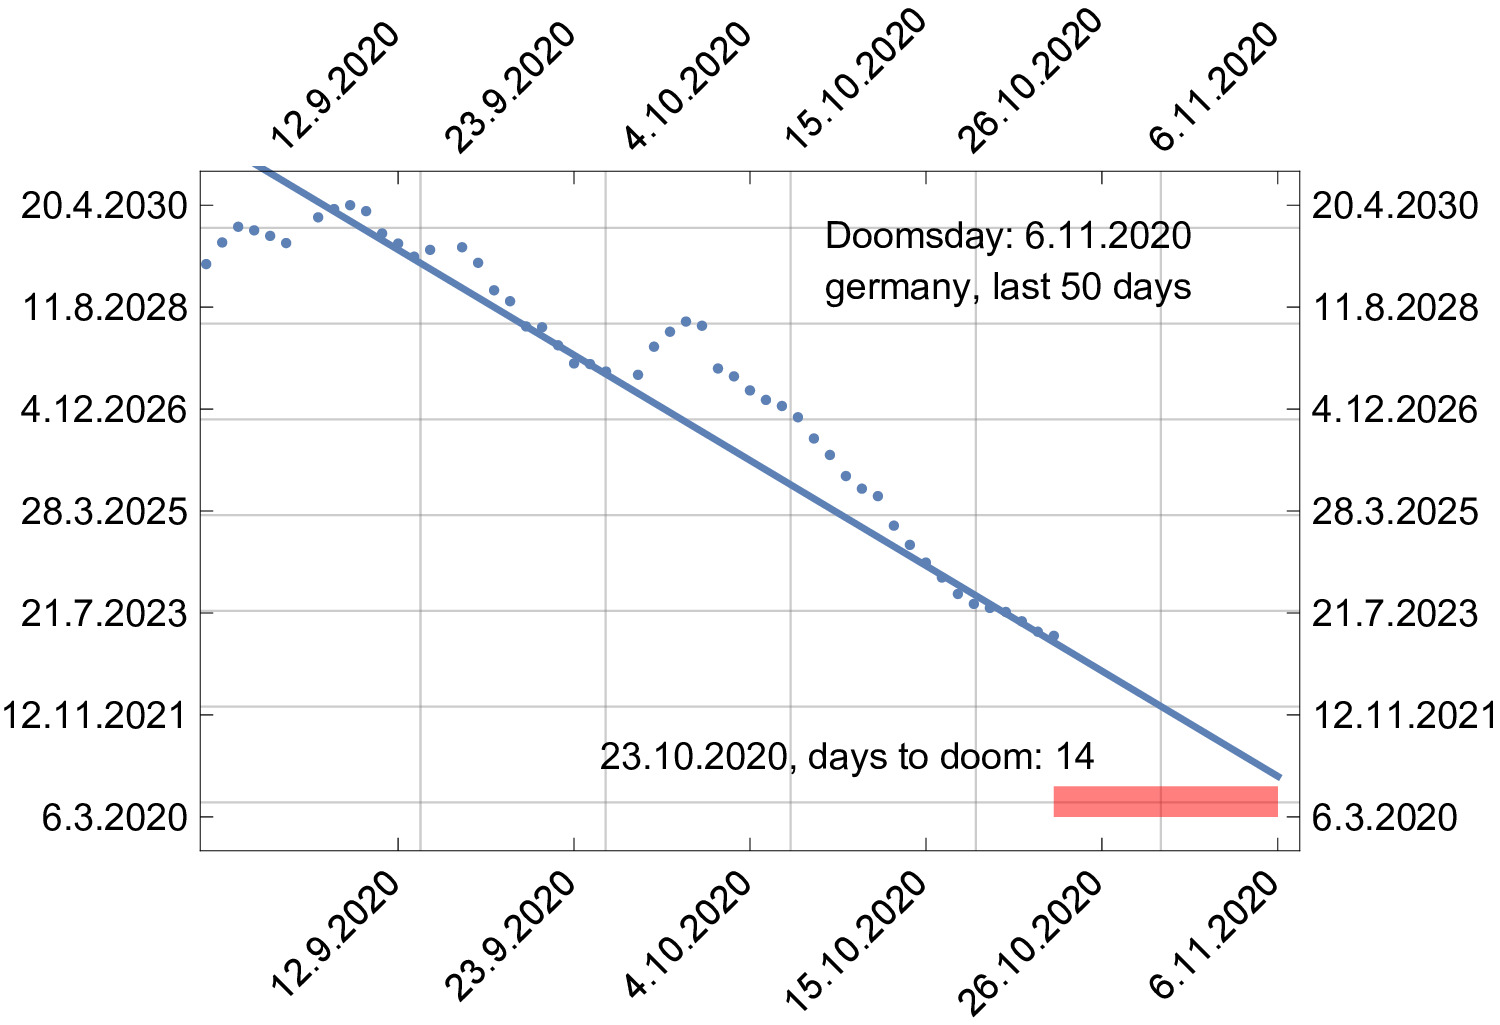 12.9.2020 23.9.2020 4.10.2020 15.10.2020 26.10.2020 6.11.2020
20.4.2030 20.4.2030
Doomsday: 6.11.2020
germany, last 50 days
11.8.2028 11.8.2028
4.12.2026 4.12.2026
28.3.2025 28.3.2025
21.7.2023 21.7.2023
12.11.2021 12.11.2021
23.10.2020, days to doom: 14
6.3.2020 6.3.2020
12.9.2020 23.9.2020 4.10.2020 15.10.2020 26.10.2020 6.11.2020